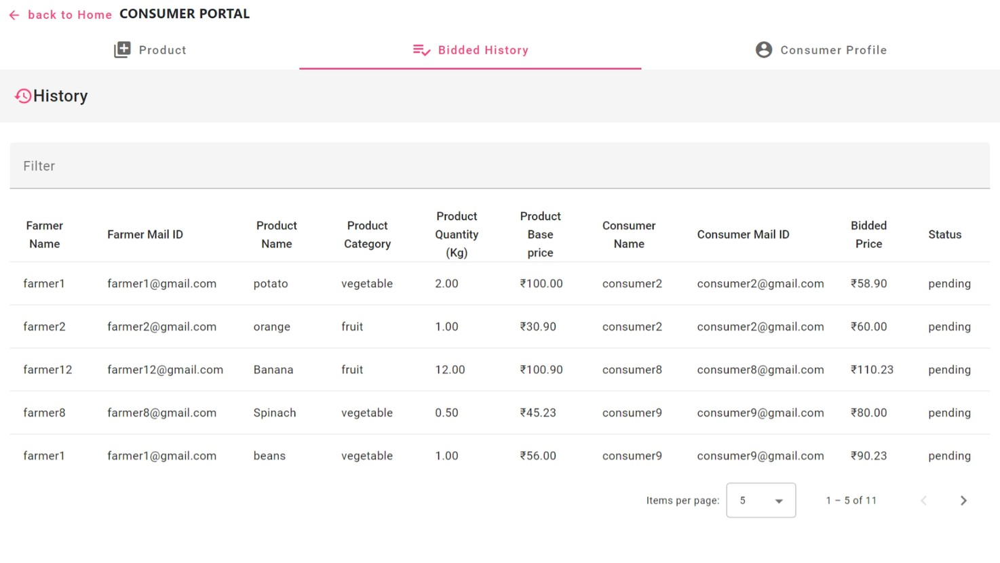 back to Home CONSUMER PORTAL
Product Bidded History Consumer Profile
History
Filter
Farmer Name Farmer Mail ID Product Name Product Category Product Quantity (Kg) Product Base price Consumer Name Consumer Mail ID Bidded Price Status
farmer1 farmer1@gmail.com potato vegetable 2.00 ₹100.00 consumer2 consumer2@gmail.com ₹58.90 pending
farmer2 farmer2@gmail.com orange fruit 1.00 ₹30.90 consumer2 consumer2@gmail.com ₹60.00 pending
farmer12 farmer12@gmail.com Banana fruit 12.00 ₹100.90 consumer8 consumer8@gmail.com ₹110.23 pending
farmer8 farmer8@gmail.com Spinach vegetable 0.50 ₹45.23 consumer9 consumer9@gmail.com ₹80.00 pending
farmer1 farmer1@gmail.com beans vegetable 1.00 ₹56.00 consumer9 consumer9@gmail.com ₹90.23 pending
Items per page: 5 1 – 5 of 11